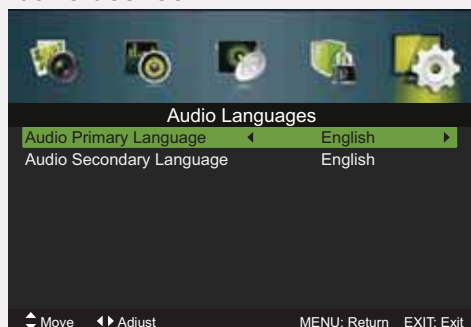 Audio Languages
Audio Primary Language English
Audio Secondary Language English
Move Adjust MENU: Return EXIT: Exit